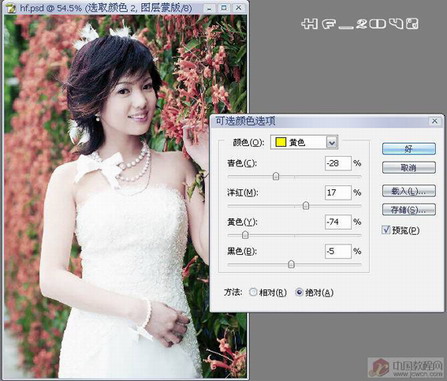 hf.psd @ 54.5% (选取颜色 2, 图层蒙版/8)
HF_2046
可选颜色选项
颜色(O): 黄色
青色(C): -28 %
洋红(M): 17 %
黄色(Y): -74 %
黑色(B): -5 %
方法: 相对(R) 绝对(A)
好
取消
载入(L)...
存储(S)...
预览(P)
中国教程网
www.jcwcn.com